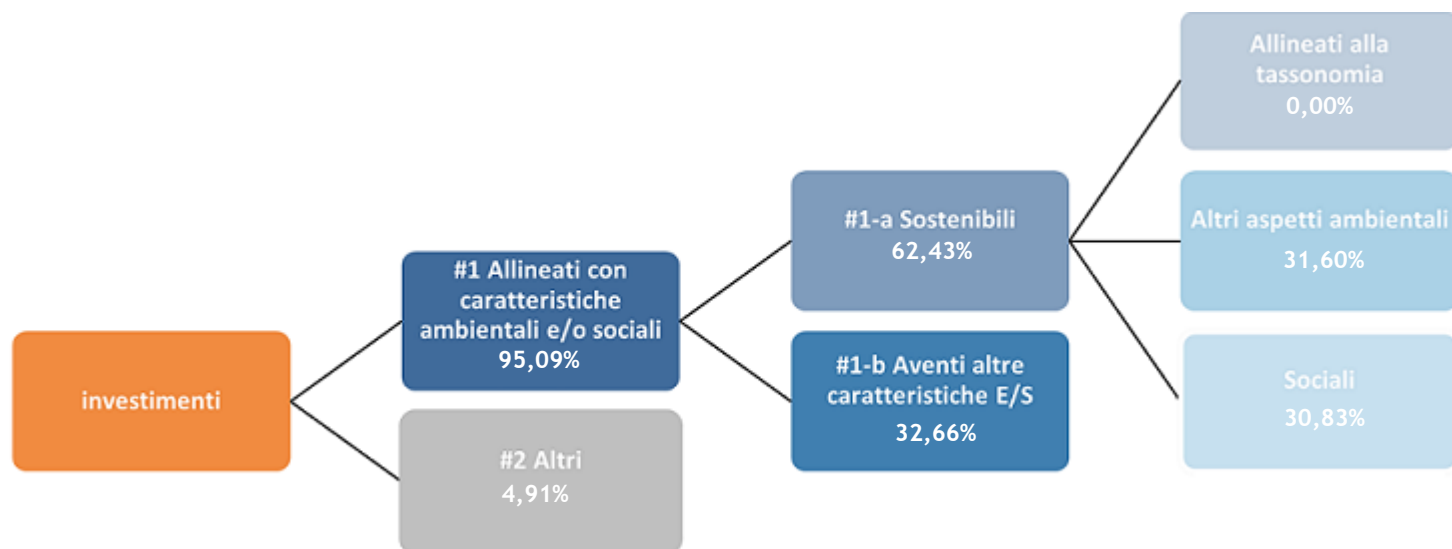 investimenti
#1 Allineati con
caratteristiche
ambientali e/o sociali
95,09%
#2 Altri
4,91%
#1-a Sostenibili
62,43%
#1-b Aventi altre
caratteristiche E/S
32,66%
Allineati alla
tassonomia
0,00%
Altri aspetti ambientali
31,60%
Sociali
30,83%